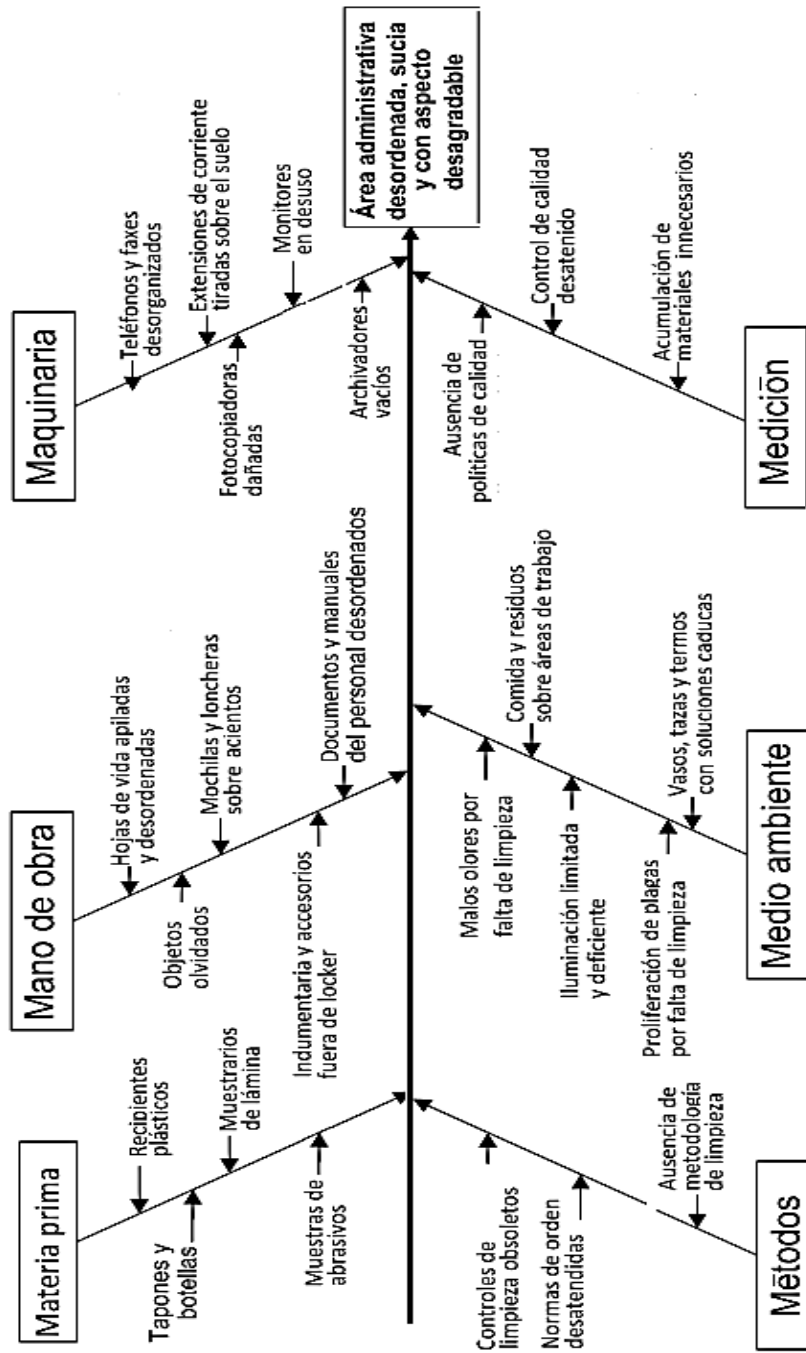 Materia prima
Recipientes
plásticos
Tapones y
botellas
Muestrarios
de lámina
Muestras de
abrasivos
Mano de obra
Hojas de vida apiladas
y desordenadas
Objetos
olvidados
Mochilas y loncheras
sobre acientos
Indumentaria y accesorios
fuera de locker
Documentos y manuales
del personal desordenados
Maquinaria
Teléfonos y faxes
desorganizados
Extensiones de corriente
tiradas sobre el suelo
Fotocopiadoras
dañadas
Monitores
en desuso
Archivadores
vacíos
Área administrativa
desordenada, sucia
y con aspecto
desagradable
Controles de
limpieza obsoletos
Normas de orden
desatendidas
Ausencia de
metodología
de limpieza
Métodos
Malos olores por
falta de limpieza
Comida y residuos
sobre áreas de trabajo
Iluminación limitada
y deficiente
Proliferación de plagas
por falta de limpieza
Vasos, tazas y termos
con soluciones caducas
Medio ambiente
Ausencia de
políticas de calidad
Control de calidad
desatenido
Acumulación de
materiales innecesarios
Medición